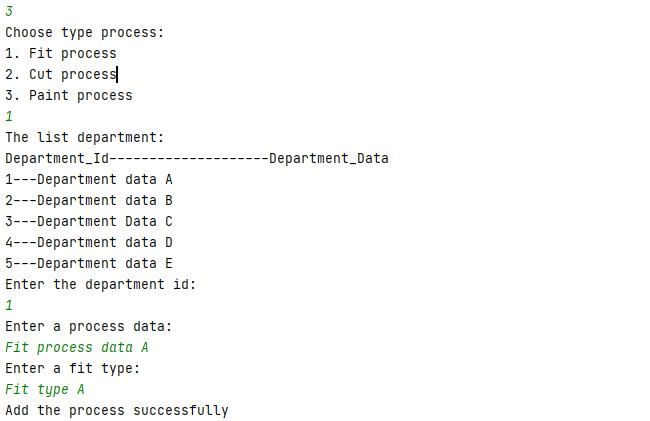 3
Choose type process:
1. Fit process
2. Cut process
3. Paint process
1
The list department:
Department_Id--------------------Department_Data
1---Department data A
2---Department data B
3---Department Data C
4---Department data D
5---Department data E
Enter the department id:
1
Enter a process data:
Fit process data A
Enter a fit type:
Fit type A
Add the process successfully